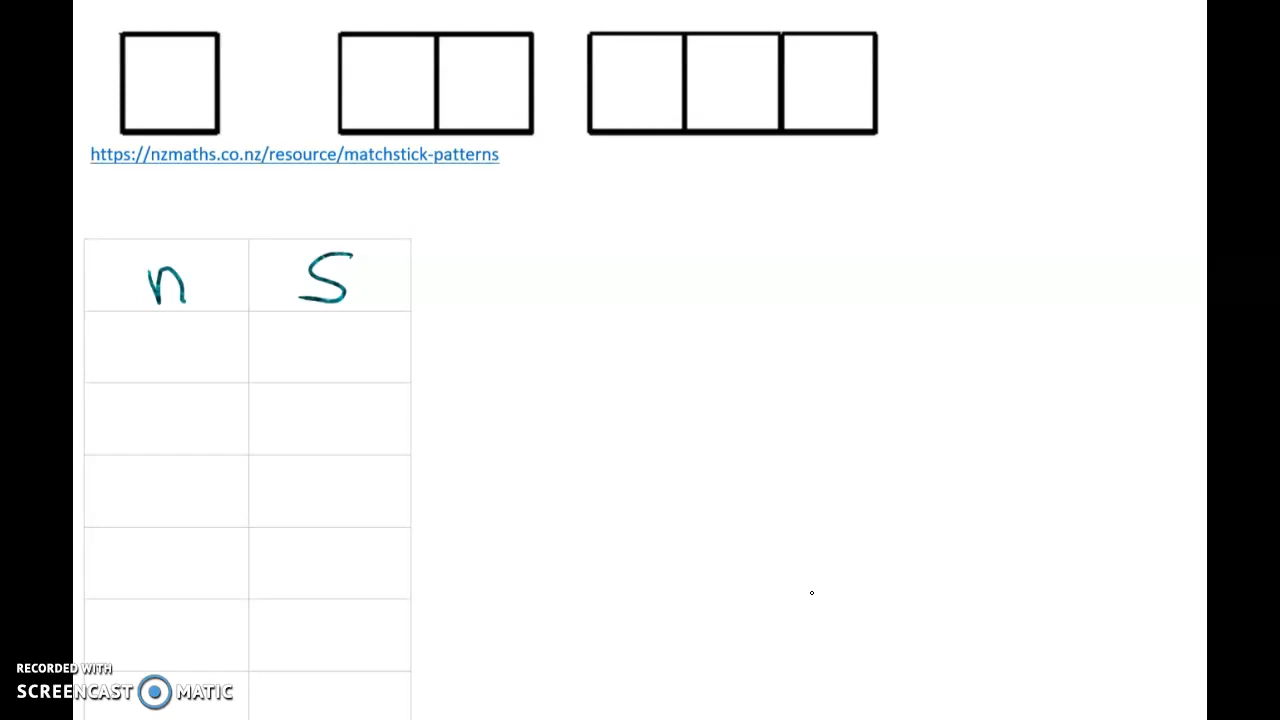 https://nzmaths.co.nz/resource/matchstick-patterns
n S
RECORDED WITH
SCREENCAST MATIC